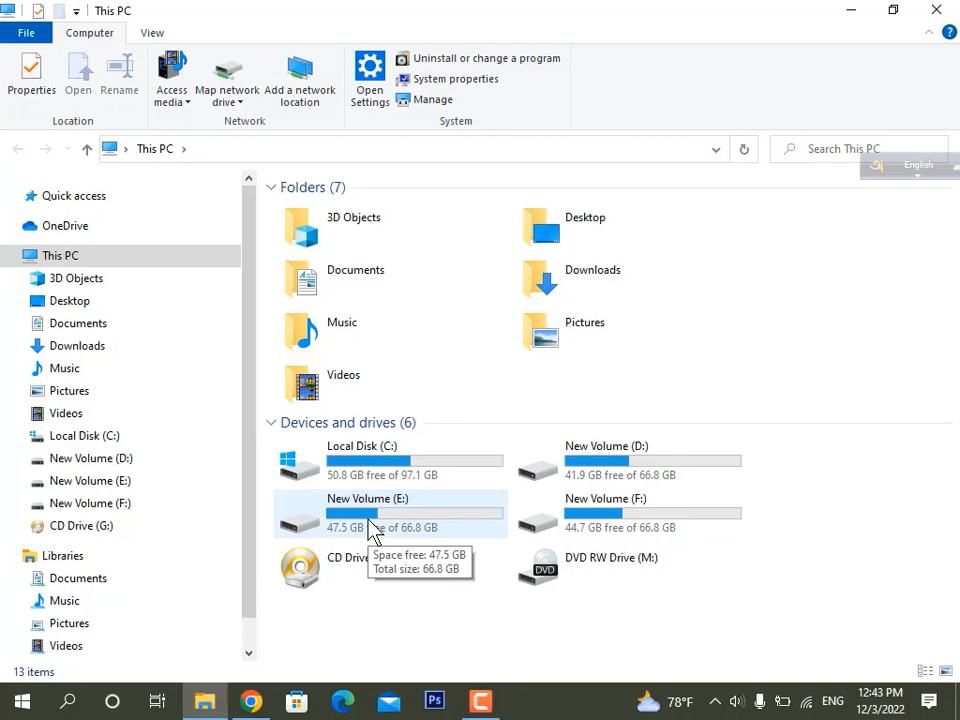 This PC
File
Computer
View
Properties
Open
Rename
Access media
Map network drive
Add a network location
Open Settings
Uninstall or change a program
System properties
Manage
Location
Network
System
This PC
Search This PC
English
Quick access
OneDrive
This PC
3D Objects
Desktop
Documents
Downloads
Music
Pictures
Videos
Local Disk (C:)
New Volume (D:)
New Volume (E:)
New Volume (F:)
CD Drive (G:)
Libraries
Documents
Music
Pictures
Videos
Folders (7)
3D Objects
Desktop
Documents
Downloads
Music
Pictures
Videos
Devices and drives (6)
Local Disk (C:)
50.8 GB free of 97.1 GB
New Volume (D:)
41.9 GB free of 66.8 GB
New Volume (E:)
47.5 GB free of 66.8 GB
New Volume (F:)
44.7 GB free of 66.8 GB
CD Drive
Space free: 47.5 GB
Total size: 66.8 GB
DVD
DVD RW Drive (M:)
13 items
Ps
78°F
ENG
12:43 PM
12/3/2022